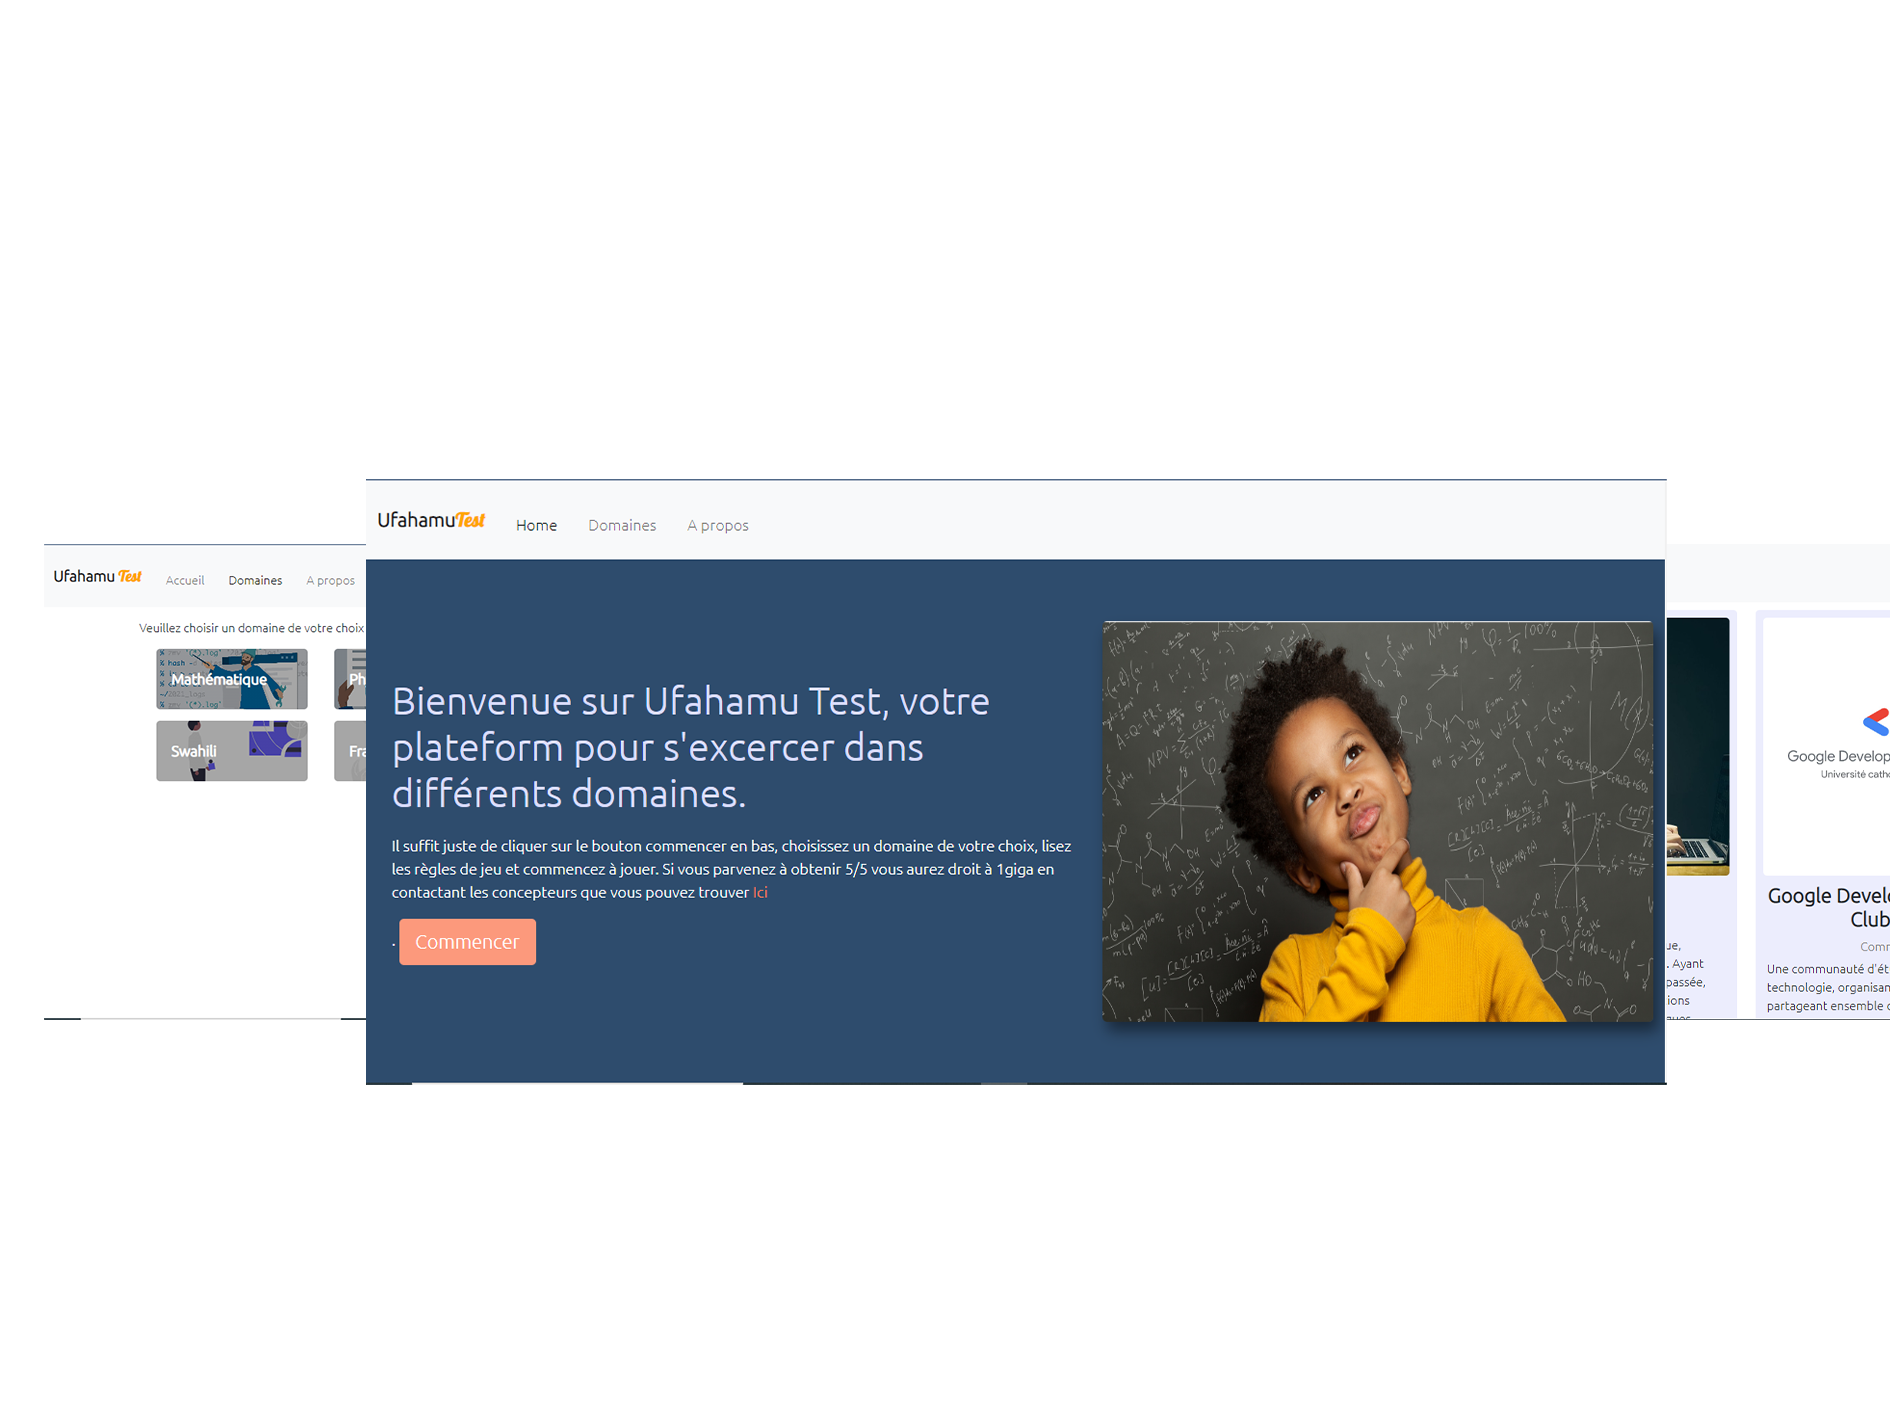 UfahamuTest
Home
Domaines
A propos
Bienvenue sur Ufahamu Test, votre
plateform pour s'excercer dans
différents domaines.
Il suffit juste de cliquer sur le bouton commencer en bas, choisissez un domaine de votre choix, lisez
les règles de jeu et commencez à jouer. Si vous parvenez à obtenir 5/5 vous aurez droit à 1giga en
contactant les concepteurs que vous pouvez trouver Ici
Commencer
Ufahamu Test
Accueil
Domaines
A propos
Veuillez choisir un domaine de votre choix
Mathématique
Ph
Swahili
Fra
ue,
. Ayant
passée,
ions
Google Develop
Université catho
Google Develo
Club
Comm
Une communauté d'ét
technologie, organisan
partageant ensemble